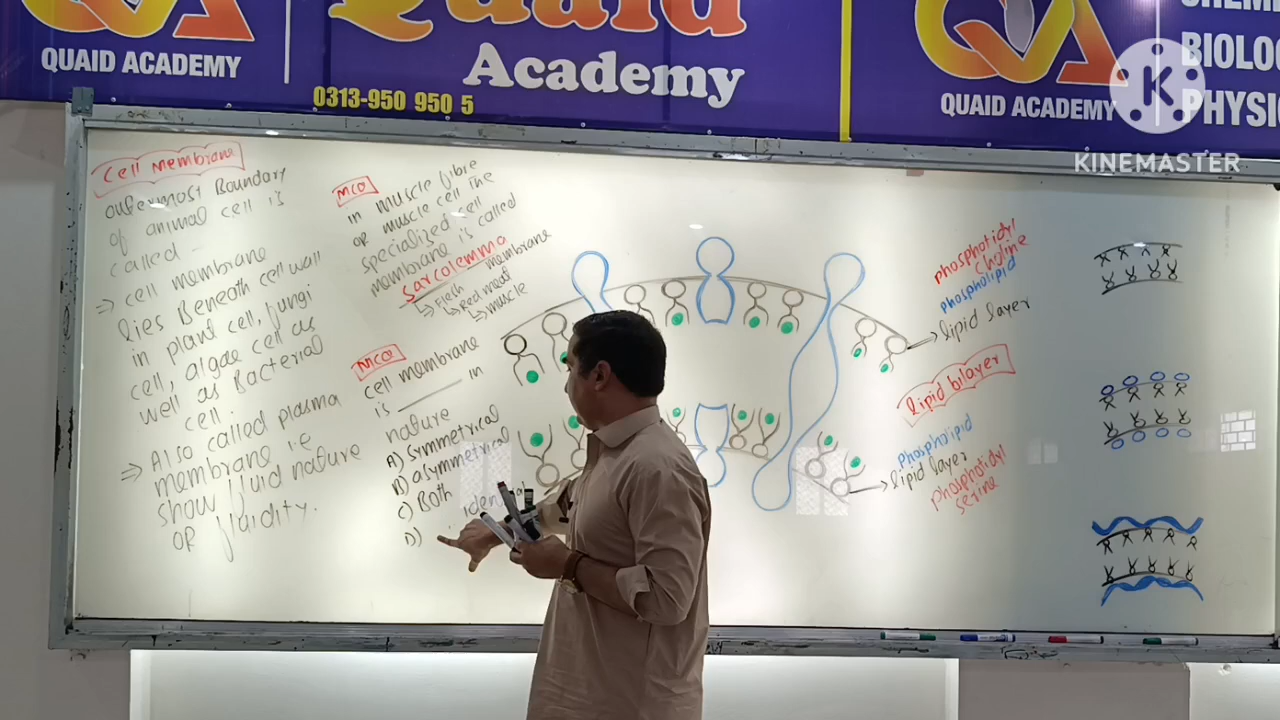 QUAID ACADEMY
Quaid
Academy
0313-950 950 5
QUAID ACADEMY
BIOLOG
PHYSIC
K
KINEMASTER
Cell Membrane
outermost Boundary
of animal cell is
called -
⇒ cell membrane
lies Beneath cell wall
in plant cell, fungi
cell, algae cell as
well as Bacterial
cell.
⇒ Also called plasma
membrane i.e
show fluid nature
OR fluidity.
MCQ
in muscle fibre
OR muscle cell the
specialized cell
membrane is called
Sarcolemma
Flesh membrane
Red meat
muscle
MCQ
cell membrane
is ______ in
nature
A) Symmetrical
B) asymmetrical
C) Both
D)
phosphotidyl
choline
phospholipid
lipid layer
lipid bilayer
phospholipid
lipid layer
phosphotidyl
serine